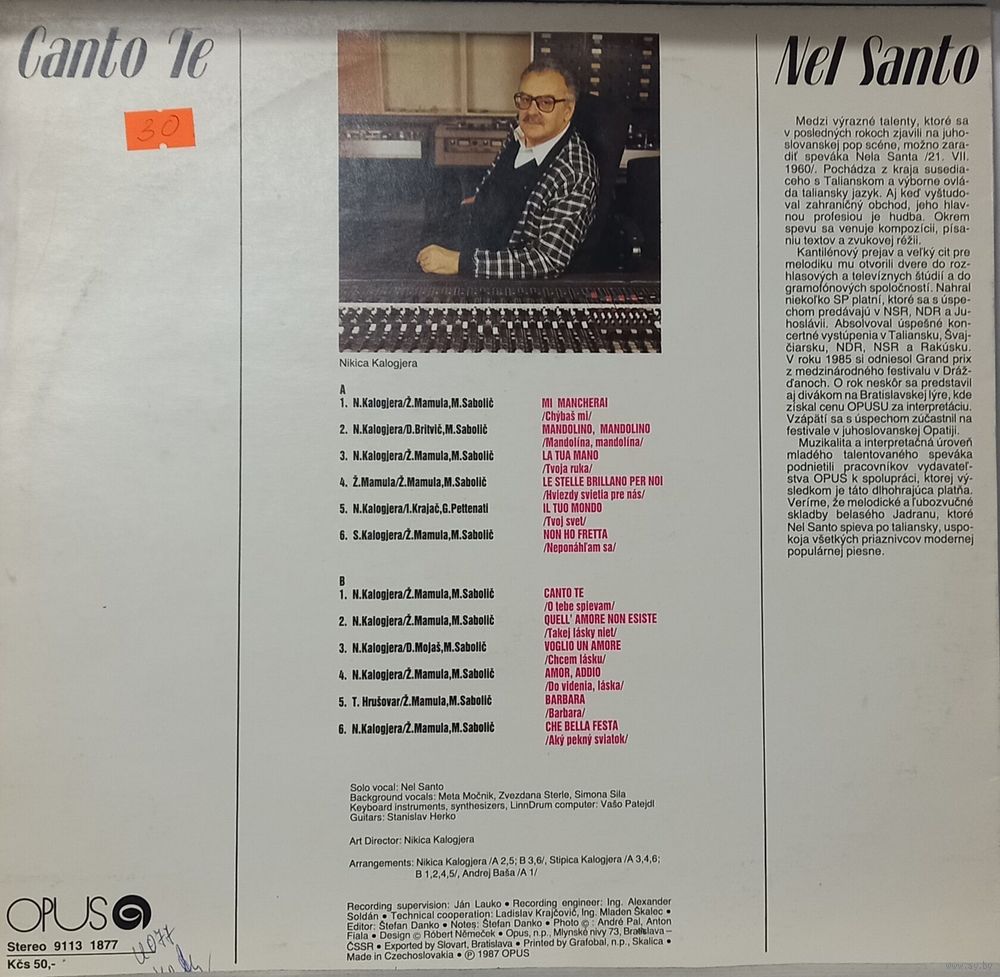 Canto Te
Nel Santo
30
Nikica Kalogjera
A
1. N.Kalogjera/Ž.Mamula,M.Sabolič MI MANCHERAI
/Chýbaš mi/
2. N.Kalogjera/D.Britvič,M.Sabolič MANDOLINO, MANDOLINO
/Mandolína, mandolína/
3. N.Kalogjera/Ž.Mamula,M.Sabolič LA TUA MANO
/Tvoja ruka/
4. Ž.Mamula/Ž.Mamula,M.Sabolič LE STELLE BRILLANO PER NOI
/Hviezdy svietia pre nás/
5. N.Kalogjera/I.Krajač,G.Pettenati IL TUO MONDO
/Tvoj svet/
6. S.Kalogjera/Ž.Mamula,M.Sabolič NON HO FRETTA
/Neponáhľam sa/
B
1. N.Kalogjera/Ž.Mamula,M.Sabolič CANTO TE
/O tebe spievam/
2. N.Kalogjera/Ž.Mamula,M.Sabolič QUELL' AMORE NON ESISTE
/Takej lásky niet/
3. N.Kalogjera/D.Mojaš,M.Sabolič VOGLIO UN AMORE
/Chcem lásku/
4. N.Kalogjera/Ž.Mamula,M.Sabolič AMOR, ADDIO
/Do videnia, láska/
5. T. Hrušovar/Ž.Mamula,M.Sabolič BARBARA
/Barbara/
6. N.Kalogjera/Ž.Mamula,M.Sabolič CHE BELLA FESTA
/Aký pekný sviatok/
Solo vocal: Nel Santo
Background vocals: Meta Močnik, Zvezdana Sterle, Simona Sila
Keyboard instruments, synthesizers, LinnDrum computer: Vašo Patejdl
Guitars: Stanislav Herko
Art Director: Nikica Kalogjera
Arrangements: Nikica Kalogjera /A 2,5; B 3,6/, Stipica Kalogjera /A 3,4,6;
B 1,2,4,5/, Andrej Baša /A 1/
Recording supervision: Ján Lauko • Recording engineer: Ing. Alexander
Soldán • Technical cooperation: Ladislav Krajčovič, Ing. Mladen Škalec •
Editor: Štefan Danko • Notes: Štefan Danko • Photo © : André Pal, Anton
Fiala • Design © Róbert Němeček • Opus, n.p., Mlynské nivy 73, Bratislava –
ČSSR • Exported by Slovart, Bratislava • Printed by Grafobal, n.p., Skalica •
Made in Czechoslovakia • ℗ 1987 OPUS
Medzi výrazné talenty, ktoré sa
v posledných rokoch zjavili na juho-
slovanskej pop scéne, možno zara-
diť speváka Nela Santa /21. VII.
1960/. Pochádza z kraja susedia-
ceho s Talianskom a výborne ovlá-
da taliansky jazyk. Aj keď vyštudo-
val zahraničný obchod, jeho hlav-
nou profesiou je hudba. Okrem
spevu sa venuje kompozícii, písa-
niu textov a zvukovej réžii.
Kantilénový prejav a veľký cit pre
melodiku mu otvorili dvere do roz-
hlasových a televíznych štúdií a do
gramofónových spoločností. Nahral
niekoľko SP platní, ktoré sa s úspe-
chom predávajú v NSR, NDR a Ju-
hoslávii. Absolvoval úspešné kon-
certné vystúpenia v Taliansku, Švaj-
čiarsku, NDR, NSR a Rakúsku.
V roku 1985 si odniesol Grand prix
z medzinárodného festivalu v Dráž-
ďanoch. O rok neskôr sa predstavil
aj divákom na Bratislavskej lýre, kde
získal cenu OPUSU za interpretáciu.
Vzápätí sa s úspechom zúčastnil na
festivale v juhoslovanskej Opatiji.
Muzikalita a interpretačná úroveň
mladého talentovaného speváka
podnietili pracovníkov vydavateľ-
stva OPUS k spolupráci, ktorej vý-
sledkom je táto dlhohrajúca platňa.
Veríme, že melodické a ľubozvučné
skladby belasého Jadranu, ktoré
Nel Santo spieva po taliansky, uspo-
koja všetkých priaznivcov modernej
populárnej piesne.
OPUS
Stereo 9113 1877
Kčs 50,-
www.ay.by